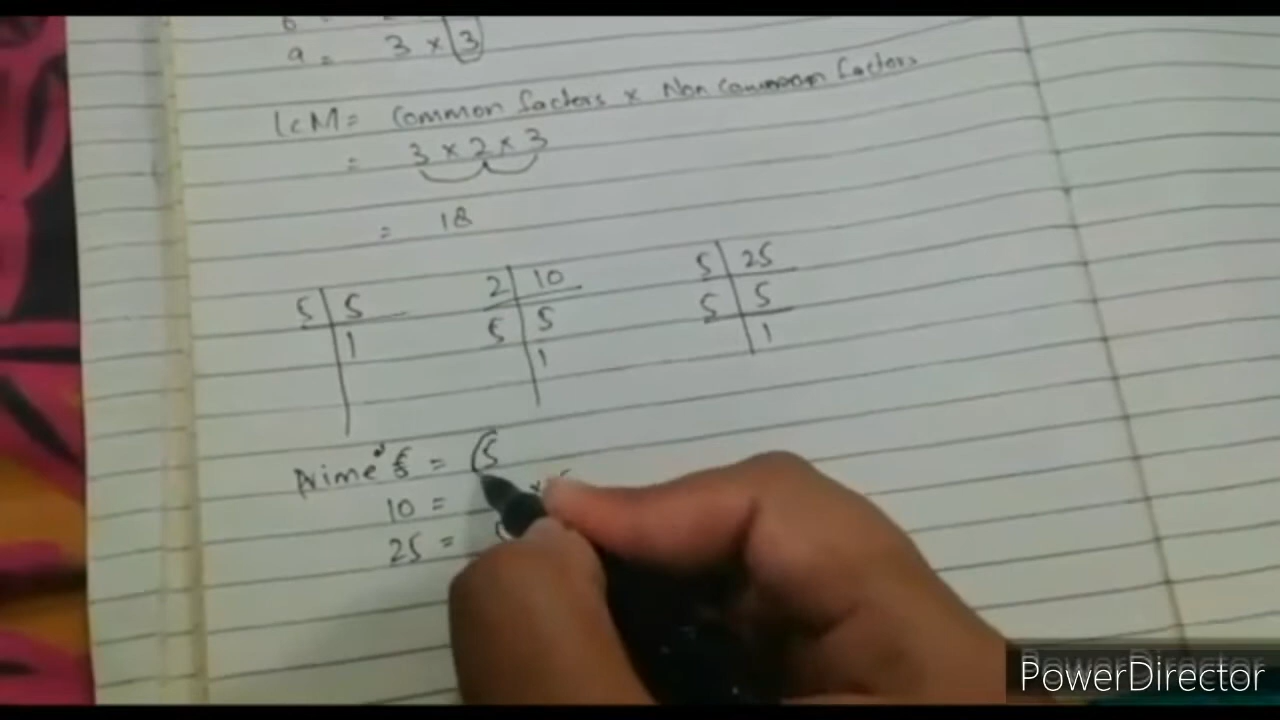 9 = 3 × 3
LCM = Common factors × Non common factors
= 3 × 2 × 3
= 18
5 | 5 2 | 10 5 | 25
1 5 | 5 5 | 5
1 1
Prime 5 = 5
10 = ×
25 =
PowerDirector